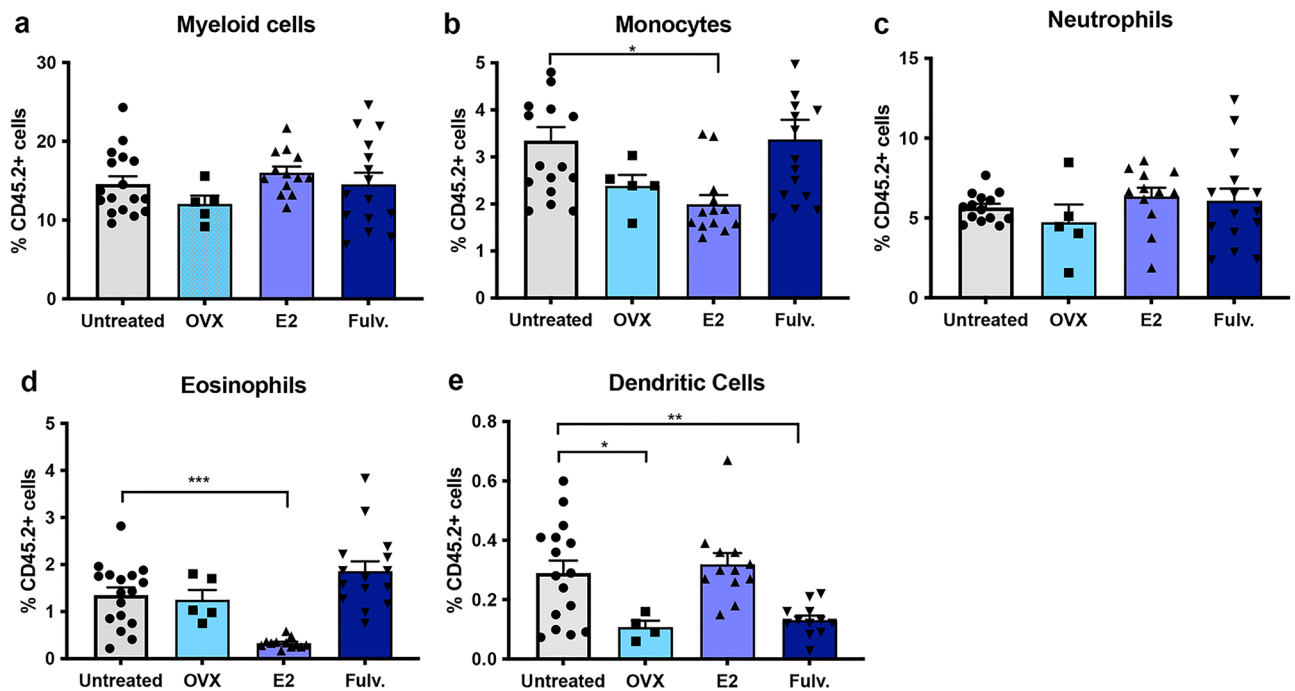 a Myeloid cells
% CD45.2+ cells
30
20
10
0
Untreated OVX E2 Fulv.
b Monocytes
% CD45.2+ cells
5
4
3
2
1
0
*
Untreated OVX E2 Fulv.
c Neutrophils
% CD45.2+ cells
15
10
5
0
Untreated OVX E2 Fulv.
d Eosinophils
% CD45.2+ cells
5
4
3
2
1
0
***
Untreated OVX E2 Fulv.
e Dendritic Cells
% CD45.2+ cells
0.8
0.6
0.4
0.2
0.0
**
*
Untreated OVX E2 Fulv.